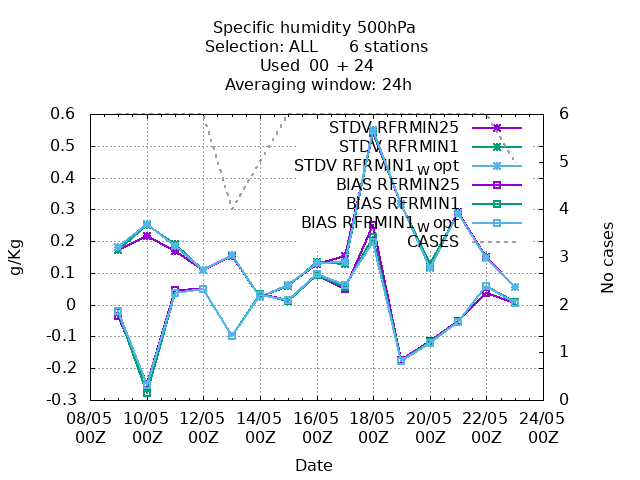 Specific humidity 500hPa
Selection: ALL 6 stations
Used 00 + 24
Averaging window: 24h
0.6
0.5
0.4
0.3
0.2
0.1
0
-0.1
-0.2
-0.3
g/Kg
STDV RFRMIN25
STDV RFRMIN1
STDV RFRMIN1_w opt
BIAS RFRMIN25
BIAS RFRMIN1
BIAS RFRMIN1_w opt
CASES
6
5
4
3
2
1
0
No cases
08/05 10/05 12/05 14/05 16/05 18/05 20/05 22/05 24/05
00Z 00Z 00Z 00Z 00Z 00Z 00Z 00Z 00Z
Date